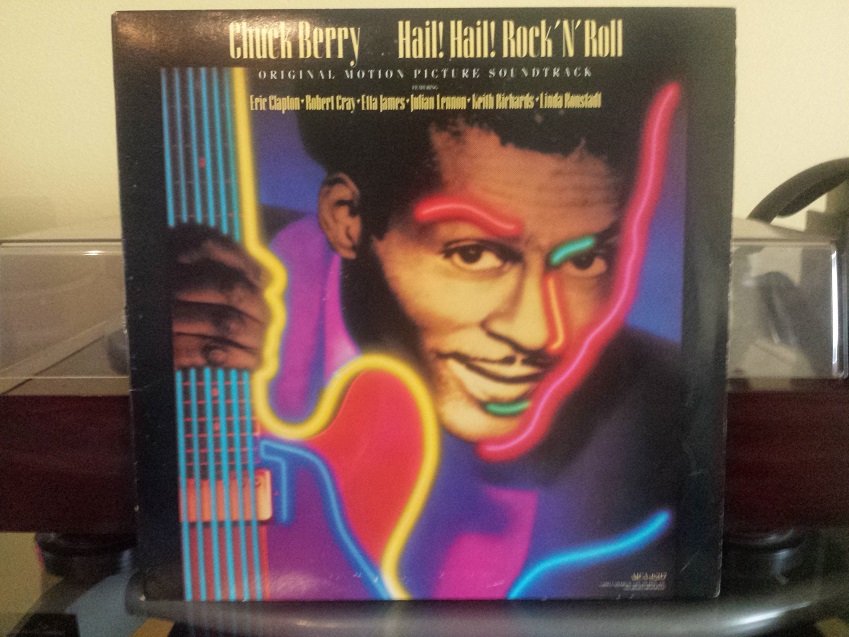 Chuck Berry Hail! Hail! Rock'N'Roll
ORIGINAL MOTION PICTURE SOUNDTRACK
FEATURING
Eric Clapton • Robert Cray • Etta James • Julian Lennon • Keith Richards • Linda Ronstadt